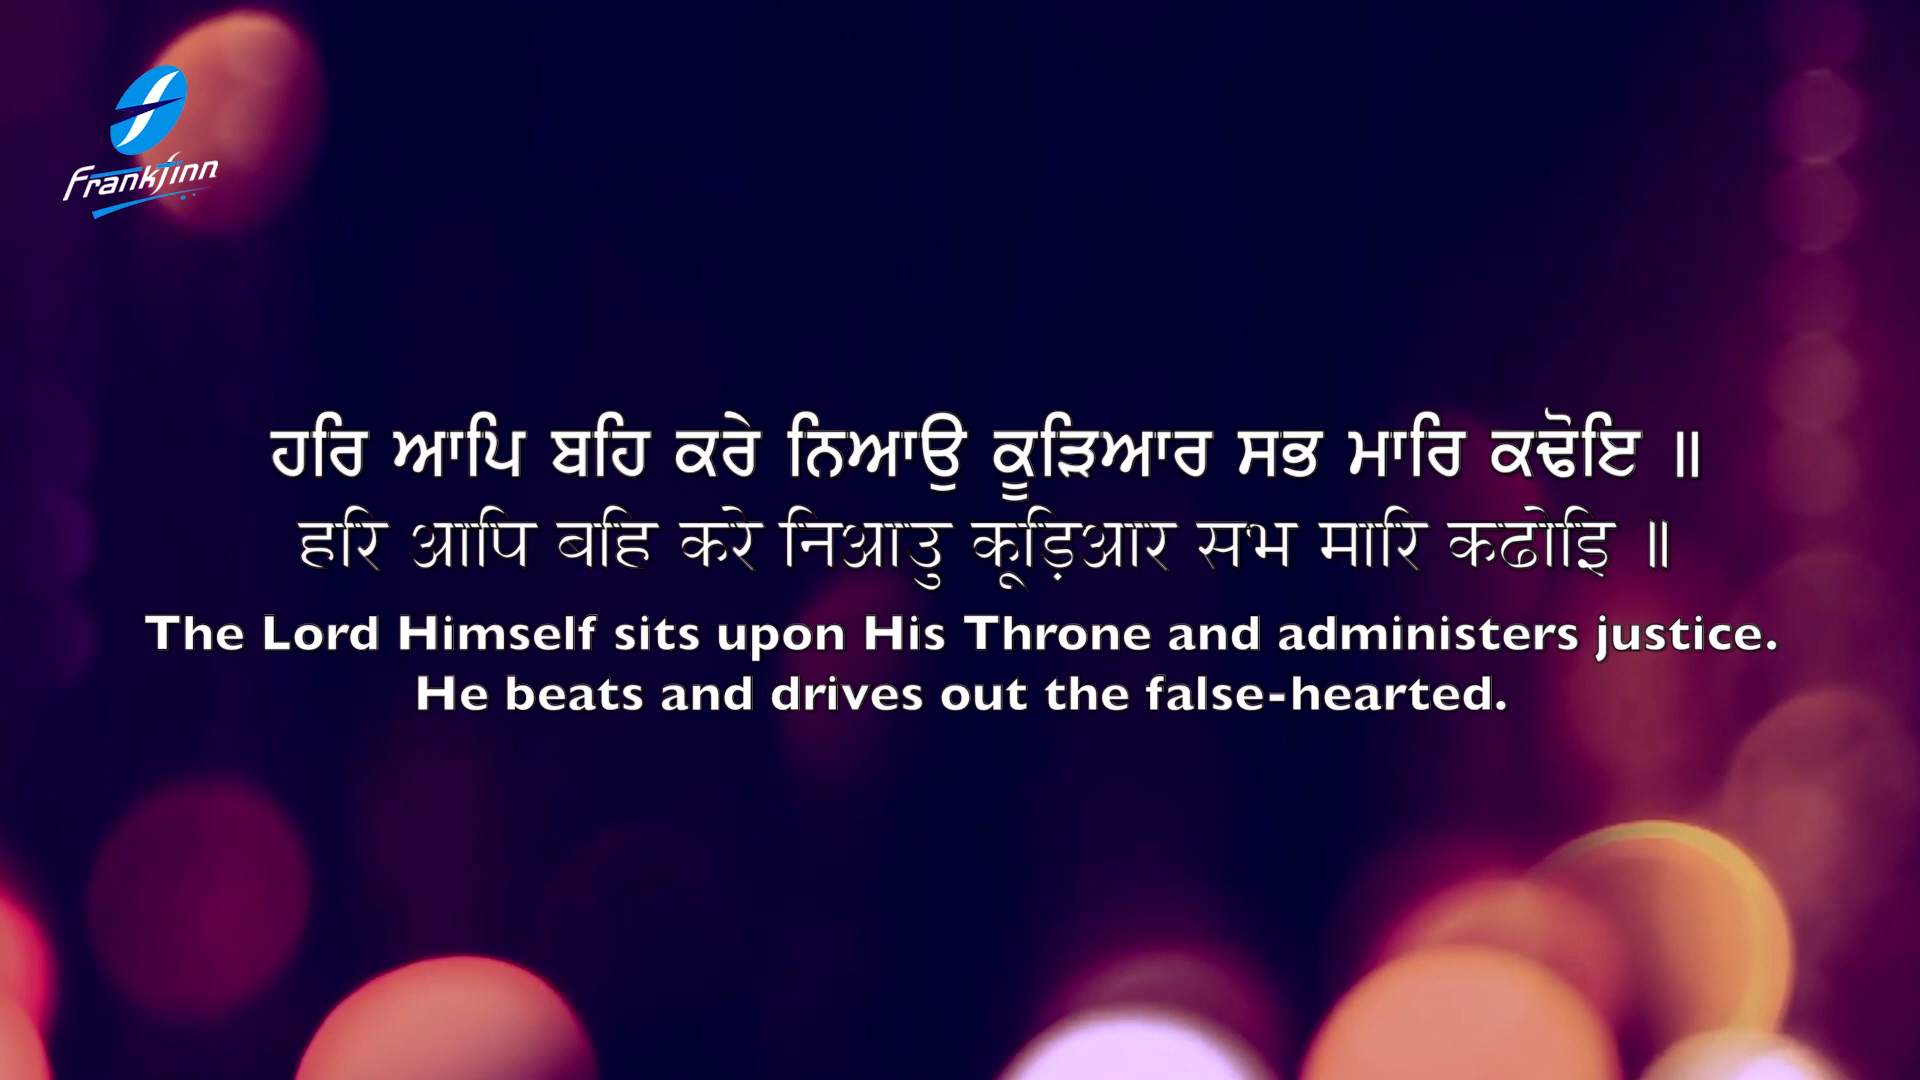 Frankfinn
ਹਰਿ ਆਪਿ ਬਹਿ ਕਰੇ ਨਿਆਉ ਕੂੜਿਆਰ ਸਭ ਮਾਰਿ ਕਢੋਇ ॥
हरि आपि बहि करे निआउ कूड़िआर सभ मारि कढोइ ॥
The Lord Himself sits upon His Throne and administers justice.
He beats and drives out the false-hearted.